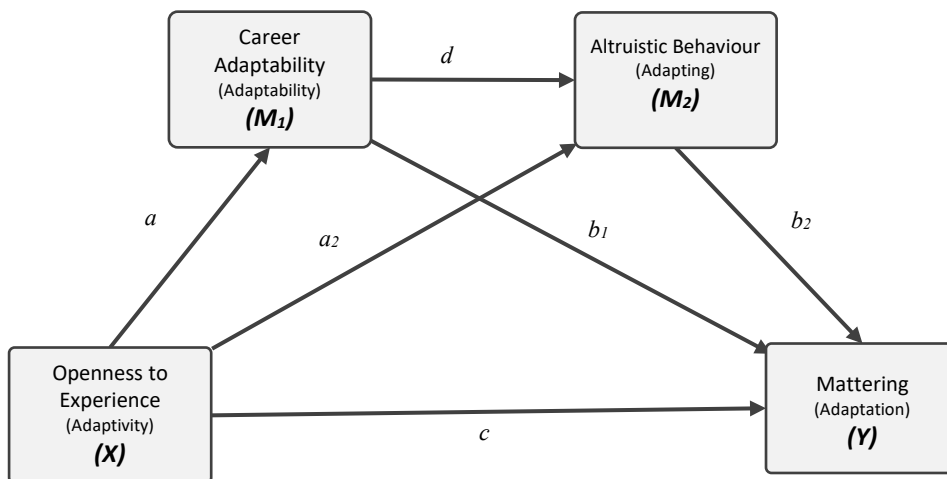 Career
Adaptability
(Adaptability)
(M1)
d
Altruistic Behaviour
(Adapting)
(M2)
a
a2
b1
b2
Openness to
Experience
(Adaptivity)
(X)
c
Mattering
(Adaptation)
(Y)